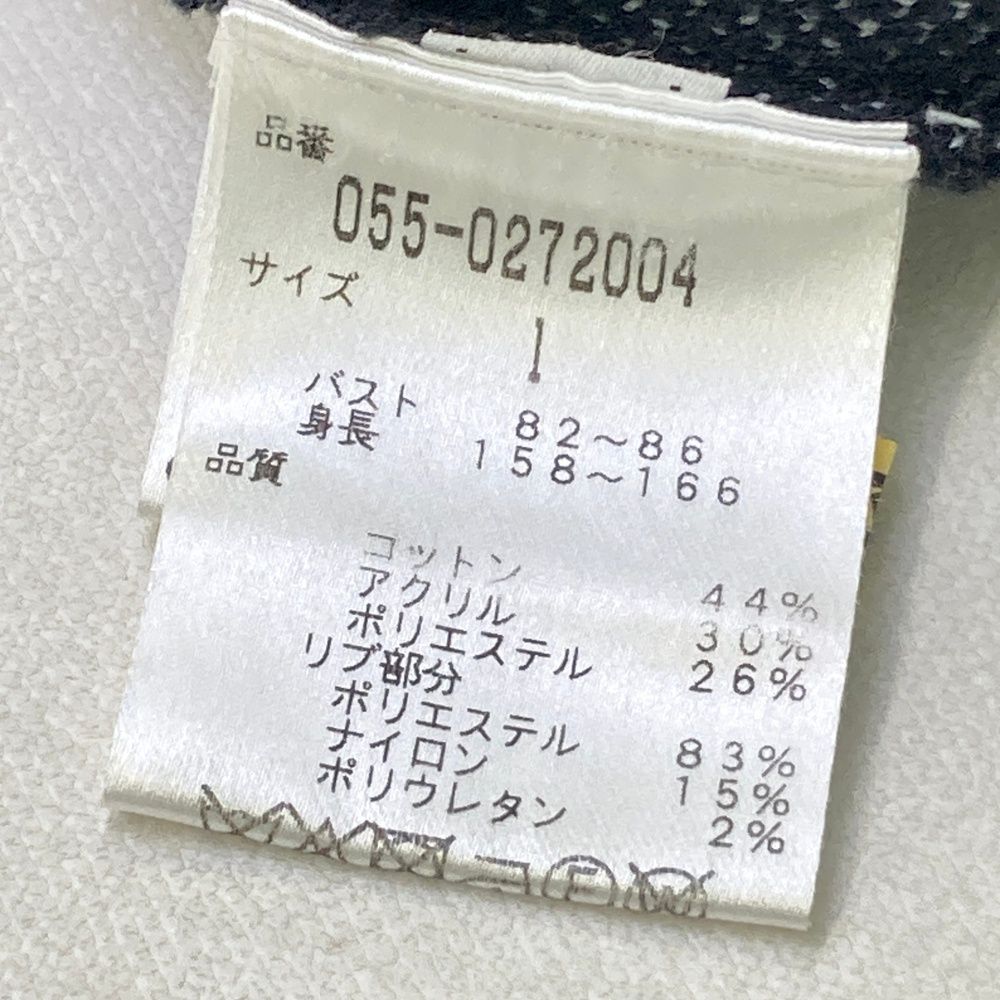 品番
055-0272004
サイズ
バスト 82～86
身長 158～166
品質
コットン 44%
アクリル 30%
ポリエステル 26%
リブ部分
ポリエステル 83%
ナイロン 15%
ポリウレタン 2%